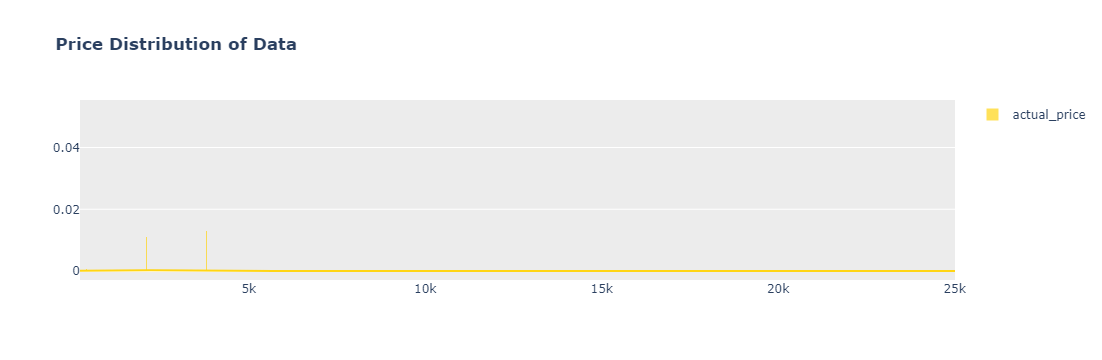 Price Distribution of Data
actual_price
0.04
0.02
0
5k
10k
15k
20k
25k